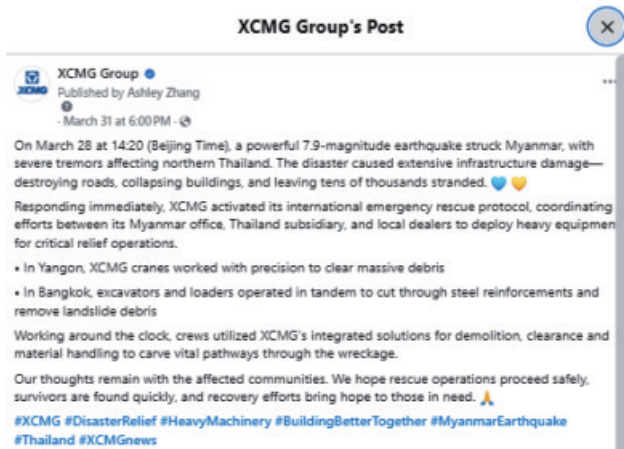 XCMG Group's Post
XCMG Group
XCMG
Published by Ashley Zhang
· March 31 at 6:00 PM ·
On March 28 at 14:20 (Beijing Time), a powerful 7.9-magnitude earthquake struck Myanmar, with
severe tremors affecting northern Thailand. The disaster caused extensive infrastructure damage—
destroying roads, collapsing buildings, and leaving tens of thousands stranded. 💙 💛
Responding immediately, XCMG activated its international emergency rescue protocol, coordinating
efforts between its Myanmar office, Thailand subsidiary, and local dealers to deploy heavy equipmen
for critical relief operations.
• In Yangon, XCMG cranes worked with precision to clear massive debris
• In Bangkok, excavators and loaders operated in tandem to cut through steel reinforcements and
remove landslide debris
Working around the clock, crews utilized XCMG's integrated solutions for demolition, clearance and
material handling to carve vital pathways through the wreckage.
Our thoughts remain with the affected communities. We hope rescue operations proceed safely,
survivors are found quickly, and recovery efforts bring hope to those in need. 🙏
#XCMG #DisasterRelief #HeavyMachinery #BuildingBetterTogether #MyanmarEarthquake
#Thailand #XCMGnews